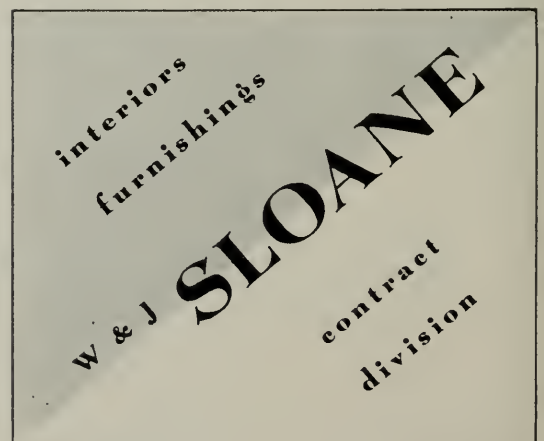 interiors
furnishings
W & J SLOANE
contract
division